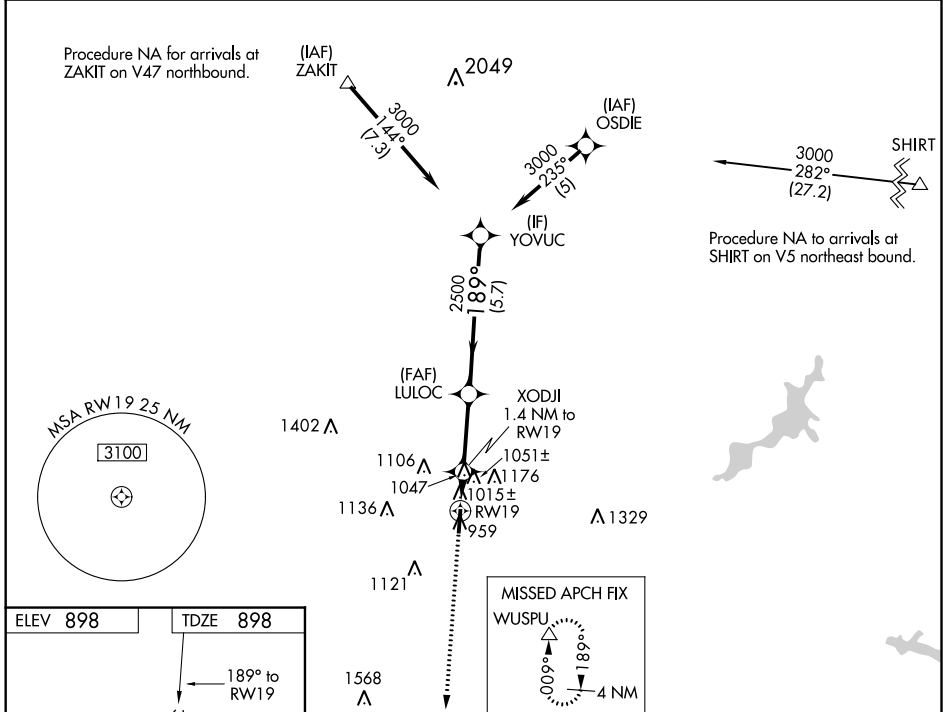 Procedure NA for arrivals at
ZAKIT on V47 northbound.
(IAF)
ZAKIT
2049
3000
144°
(7.3)
(IAF)
OSDIE
3000
235°
(5)
SHIRT
3000
282°
(27.2)
Procedure NA to arrivals at
SHIRT on V5 northeast bound.
(IF)
YOVUC
2500
189°
(5.7)
(FAF)
LULOC
XODJI
1.4 NM to
RW19
MSA RW19 25 NM
3100
1402
1106
1047
1051±
1176
1015±
RW19
959
1136
1329
1121
MISSED APCH FIX
WUSPU
009°
189°
4 NM
ELEV 898
TDZE 898
189° to
RW19
1568